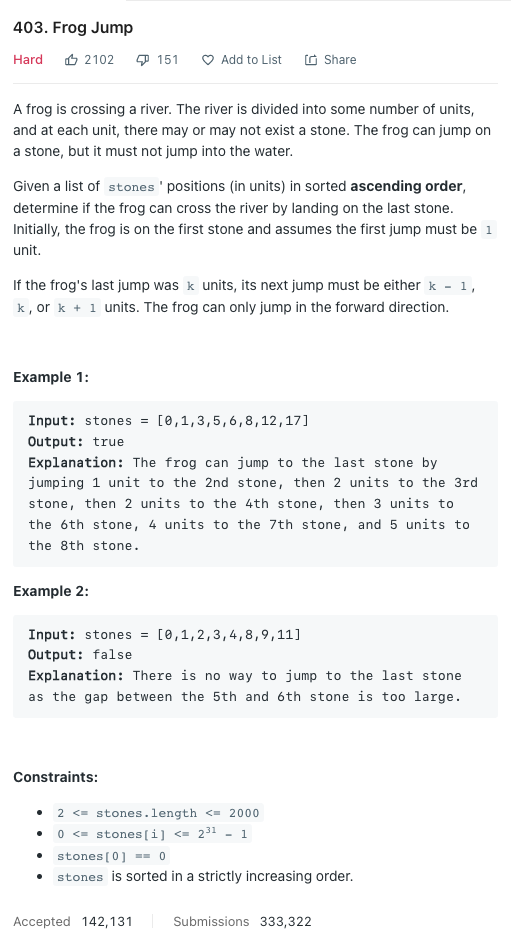 403. Frog Jump
Hard 2102 151 Add to List Share
A frog is crossing a river. The river is divided into some number of units,
and at each unit, there may or may not exist a stone. The frog can jump on
a stone, but it must not jump into the water.
Given a list of stones ' positions (in units) in sorted ascending order,
determine if the frog can cross the river by landing on the last stone.
Initially, the frog is on the first stone and assumes the first jump must be 1
unit.
If the frog's last jump was k units, its next jump must be either k - 1 ,
k , or k + 1 units. The frog can only jump in the forward direction.
Example 1:
Input: stones = [0,1,3,5,6,8,12,17]
Output: true
Explanation: The frog can jump to the last stone by
jumping 1 unit to the 2nd stone, then 2 units to the 3rd
stone, then 2 units to the 4th stone, then 3 units to
the 6th stone, 4 units to the 7th stone, and 5 units to
the 8th stone.
Example 2:
Input: stones = [0,1,2,3,4,8,9,11]
Output: false
Explanation: There is no way to jump to the last stone
as the gap between the 5th and 6th stone is too large.
Constraints:
• 2 <= stones.length <= 2000
• 0 <= stones[i] <= 2³¹ - 1
• stones[0] == 0
• stones is sorted in a strictly increasing order.
Accepted 142,131 Submissions 333,322